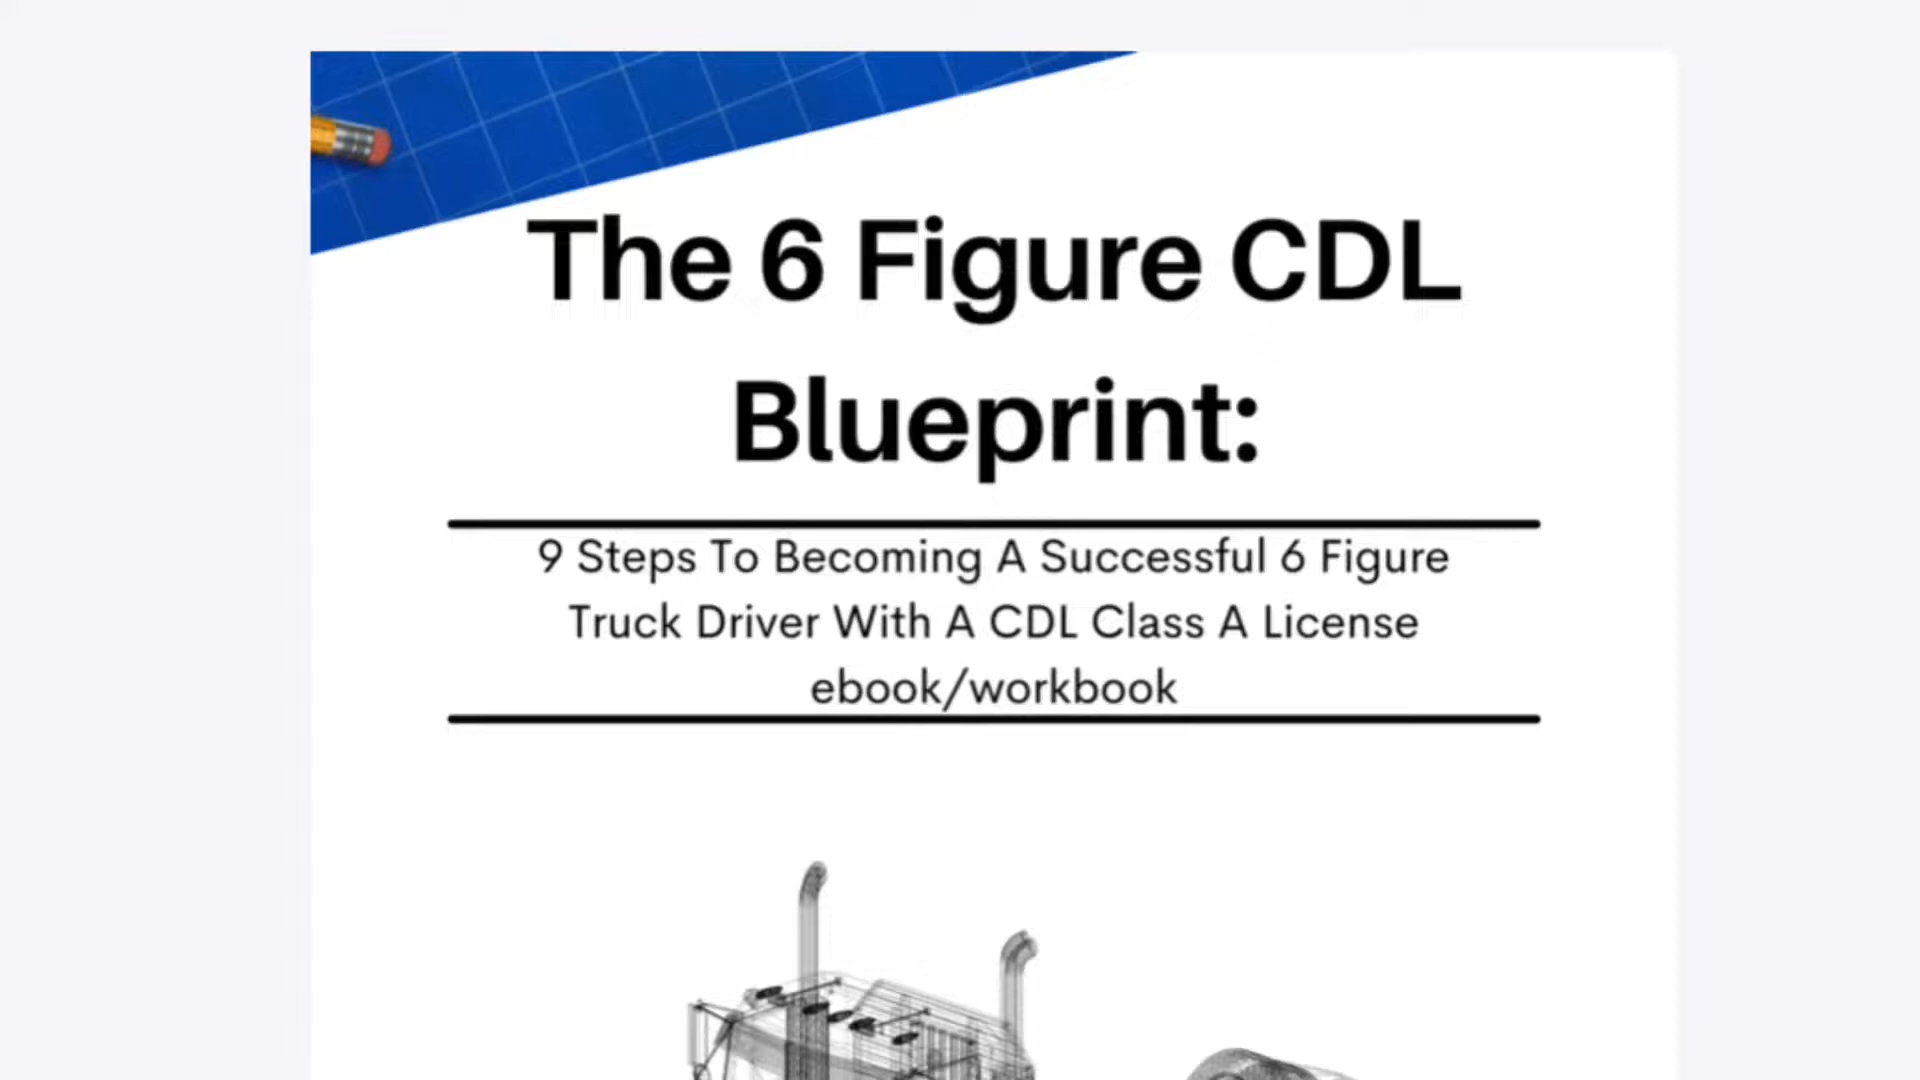 The 6 Figure CDL
Blueprint:
9 Steps To Becoming A Successful 6 Figure
Truck Driver With A CDL Class A License
ebook/workbook